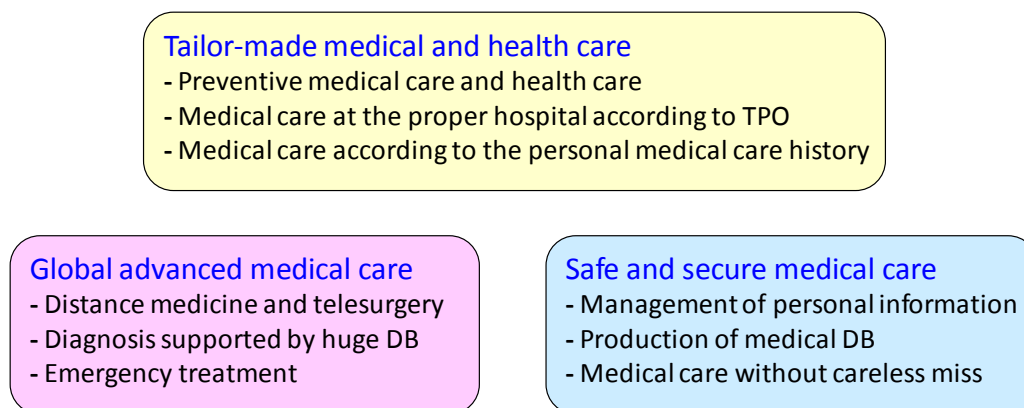 Tailor-made medical and health care
- Preventive medical care and health care
- Medical care at the proper hospital according to TPO
- Medical care according to the personal medical care history
Global advanced medical care
- Distance medicine and telesurgery
- Diagnosis supported by huge DB
- Emergency treatment
Safe and secure medical care
- Management of personal information
- Production of medical DB
- Medical care without careless miss